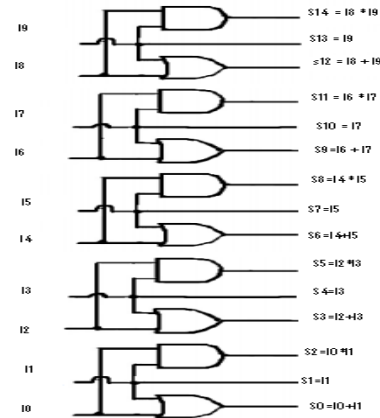 S14 = I8 * I9
I9
S13 = I9
I8
s12 = I8 + I9
S11 = I6 * I7
I7
S10 = I7
I6
S9=I6 + I7
S8=I4 * I5
I5
S7=I5
I4
S6=I4+I5
S5=I2 *I3
I3
S4=I3
I2
S3=I2+I3
S2=I0*I1
I1
S1=I1
I0
S0=I0+I1